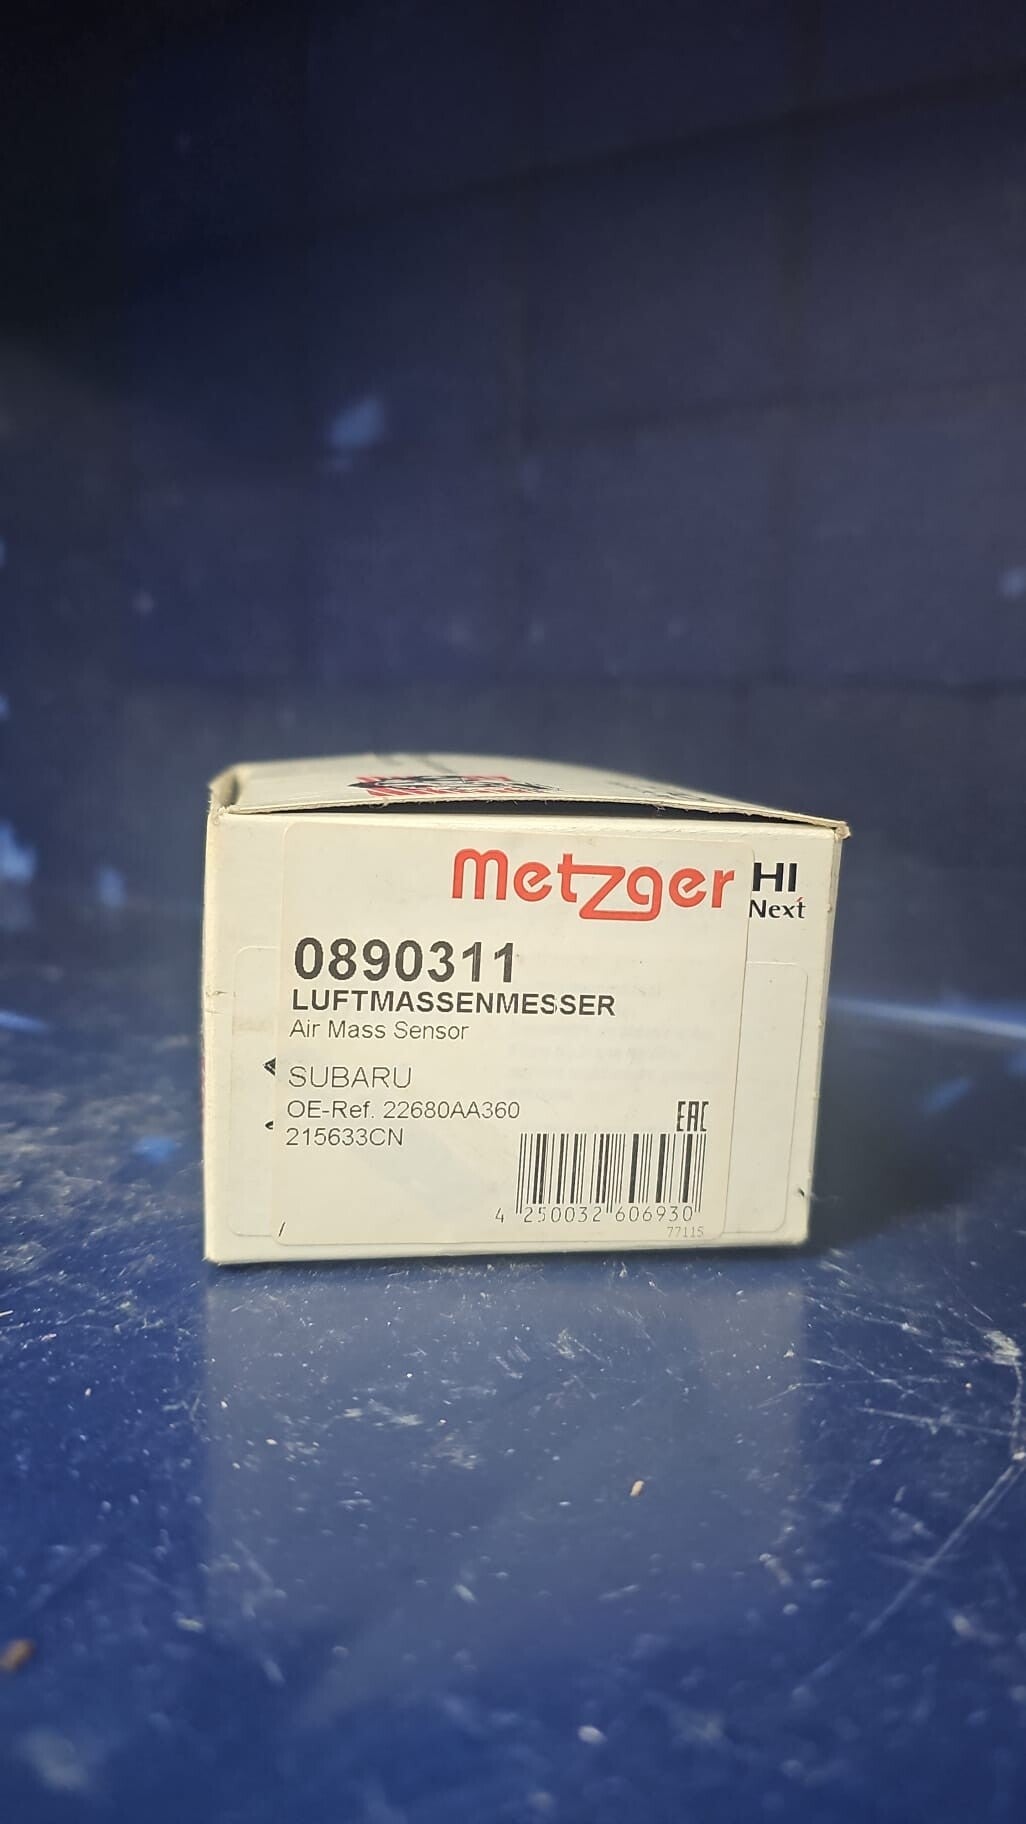 Metzger
HI
Next
0890311
LUFTMASSENMESSER
Air Mass Sensor
SUBARU
OE-Ref. 22680AA360
215633CN
EAC
4 250032 606930
77115